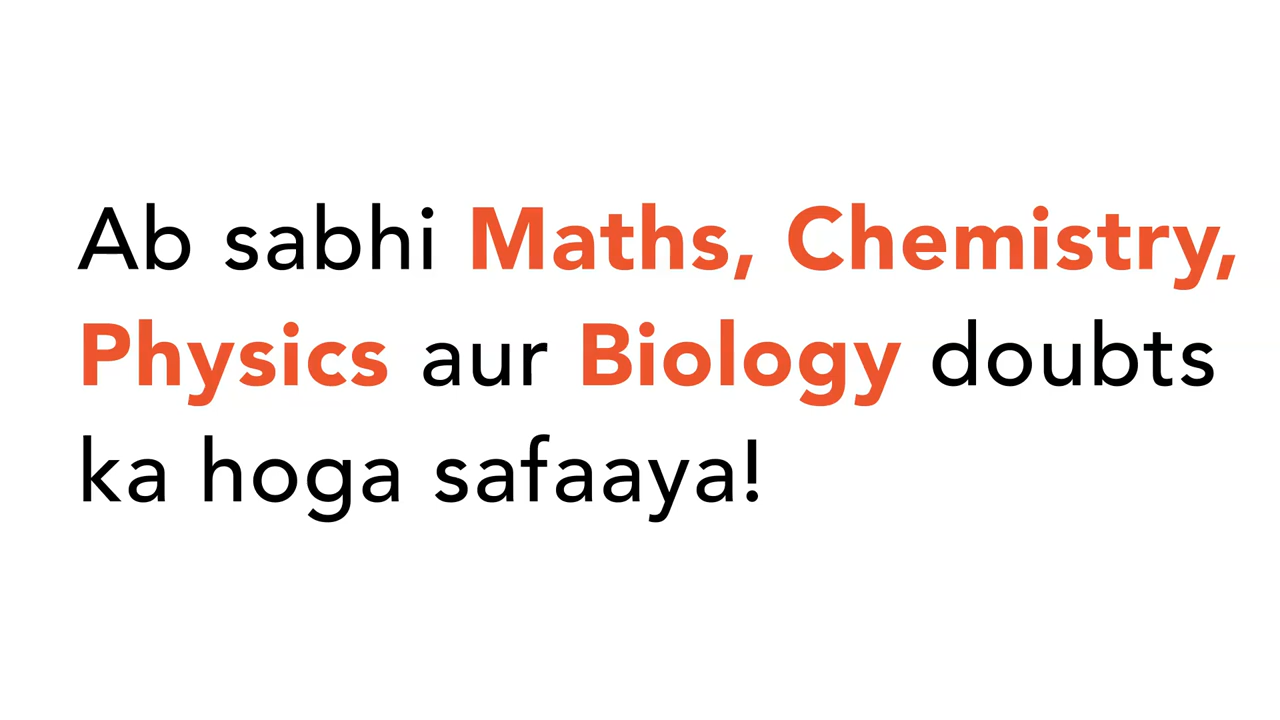 Ab sabhi Maths, Chemistry,
Physics aur Biology doubts
ka hoga safaaya!